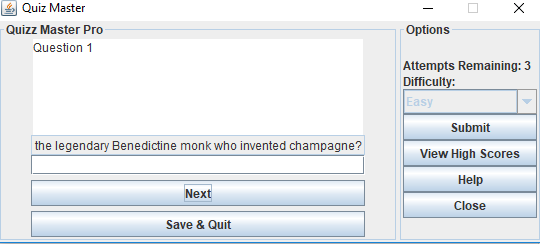 Quiz Master
Quizz Master Pro
Question 1
the legendary Benedictine monk who invented champagne?
Next
Save & Quit
Options
Attempts Remaining: 3
Difficulty:
Easy
Submit
View High Scores
Help
Close